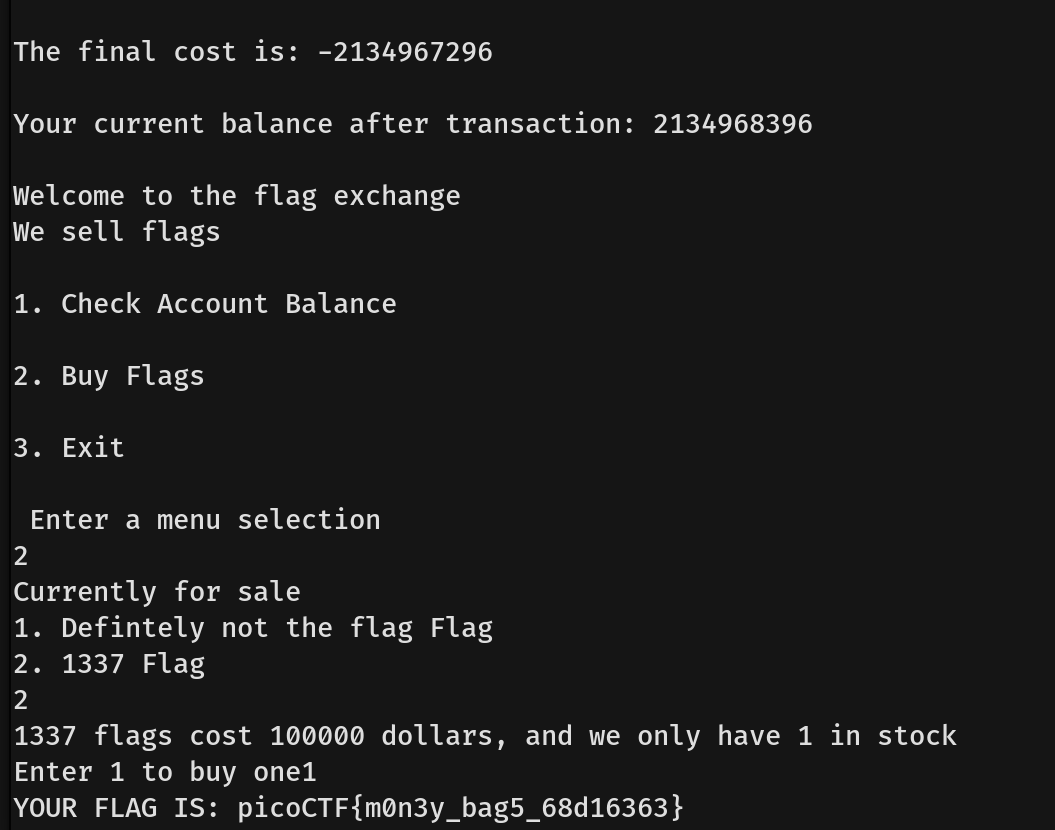 The final cost is: -2134967296
Your current balance after transaction: 2134968396
Welcome to the flag exchange
We sell flags
1. Check Account Balance
2. Buy Flags
3. Exit
Enter a menu selection
2
Currently for sale
1. Defintely not the flag Flag
2. 1337 Flag
2
1337 flags cost 100000 dollars, and we only have 1 in stock
Enter 1 to buy one1
YOUR FLAG IS: picoCTF{m0n3y_bag5_68d16363}